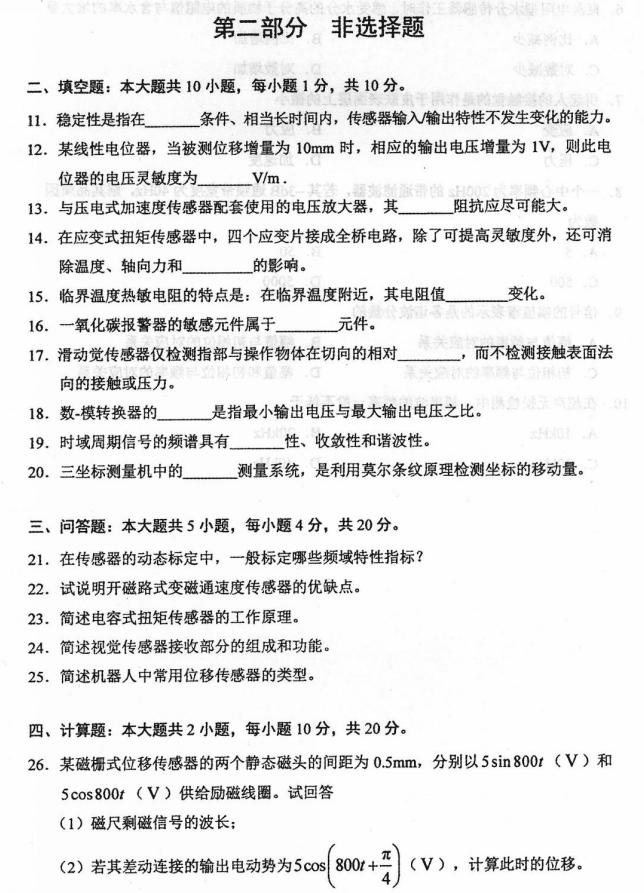 第二部分 非选择题
二、填空题：本大题共 10 小题，每小题 1 分，共 10 分。
11．稳定性是指在________条件、相当长时间内，传感器输入/输出特性不发生变化的能力。
12．某线性电位器，当被测位移增量为 10mm 时，相应的输出电压增量为 1V，则此电
位器的电压灵敏度为________V/m．
13．与压电式加速度传感器配套使用的电压放大器，其________阻抗应尽可能大。
14．在应变式扭矩传感器中，四个应变片接成全桥电路，除了可提高灵敏度外，还可消
除温度、轴向力和________的影响。
15．临界温度热敏电阻的特点是：在临界温度附近，其电阻值________变化。
16．一氧化碳报警器的敏感元件属于________元件。
17．滑动觉传感器仅检测指部与操作物体在切向的相对________，而不检测接触表面法
向的接触或压力。
18．数-模转换器的________是指最小输出电压与最大输出电压之比。
19．时域周期信号的频谱具有________性、收敛性和谐波性。
20．三坐标测量机中的________测量系统，是利用莫尔条纹原理检测坐标的移动量。
三、问答题：本大题共 5 小题，每小题 4 分，共 20 分。
21．在传感器的动态标定中，一般标定哪些频域特性指标？
22．试说明开磁路式变磁通速度传感器的优缺点。
23．简述电容式扭矩传感器的工作原理。
24．简述视觉传感器接收部分的组成和功能。
25．简述机器人中常用位移传感器的类型。
四、计算题：本大题共 2 小题，每小题 10 分，共 20 分。
26．某磁栅式位移传感器的两个静态磁头的间距为 0.5mm，分别以 5 sin 800t （V）和
5 cos 800t （V）供给励磁线圈。试回答
（1）磁尺剩磁信号的波长；
（2）若其差动连接的输出电动势为 5 cos(800t + π/4)（V），计算此时的位移。